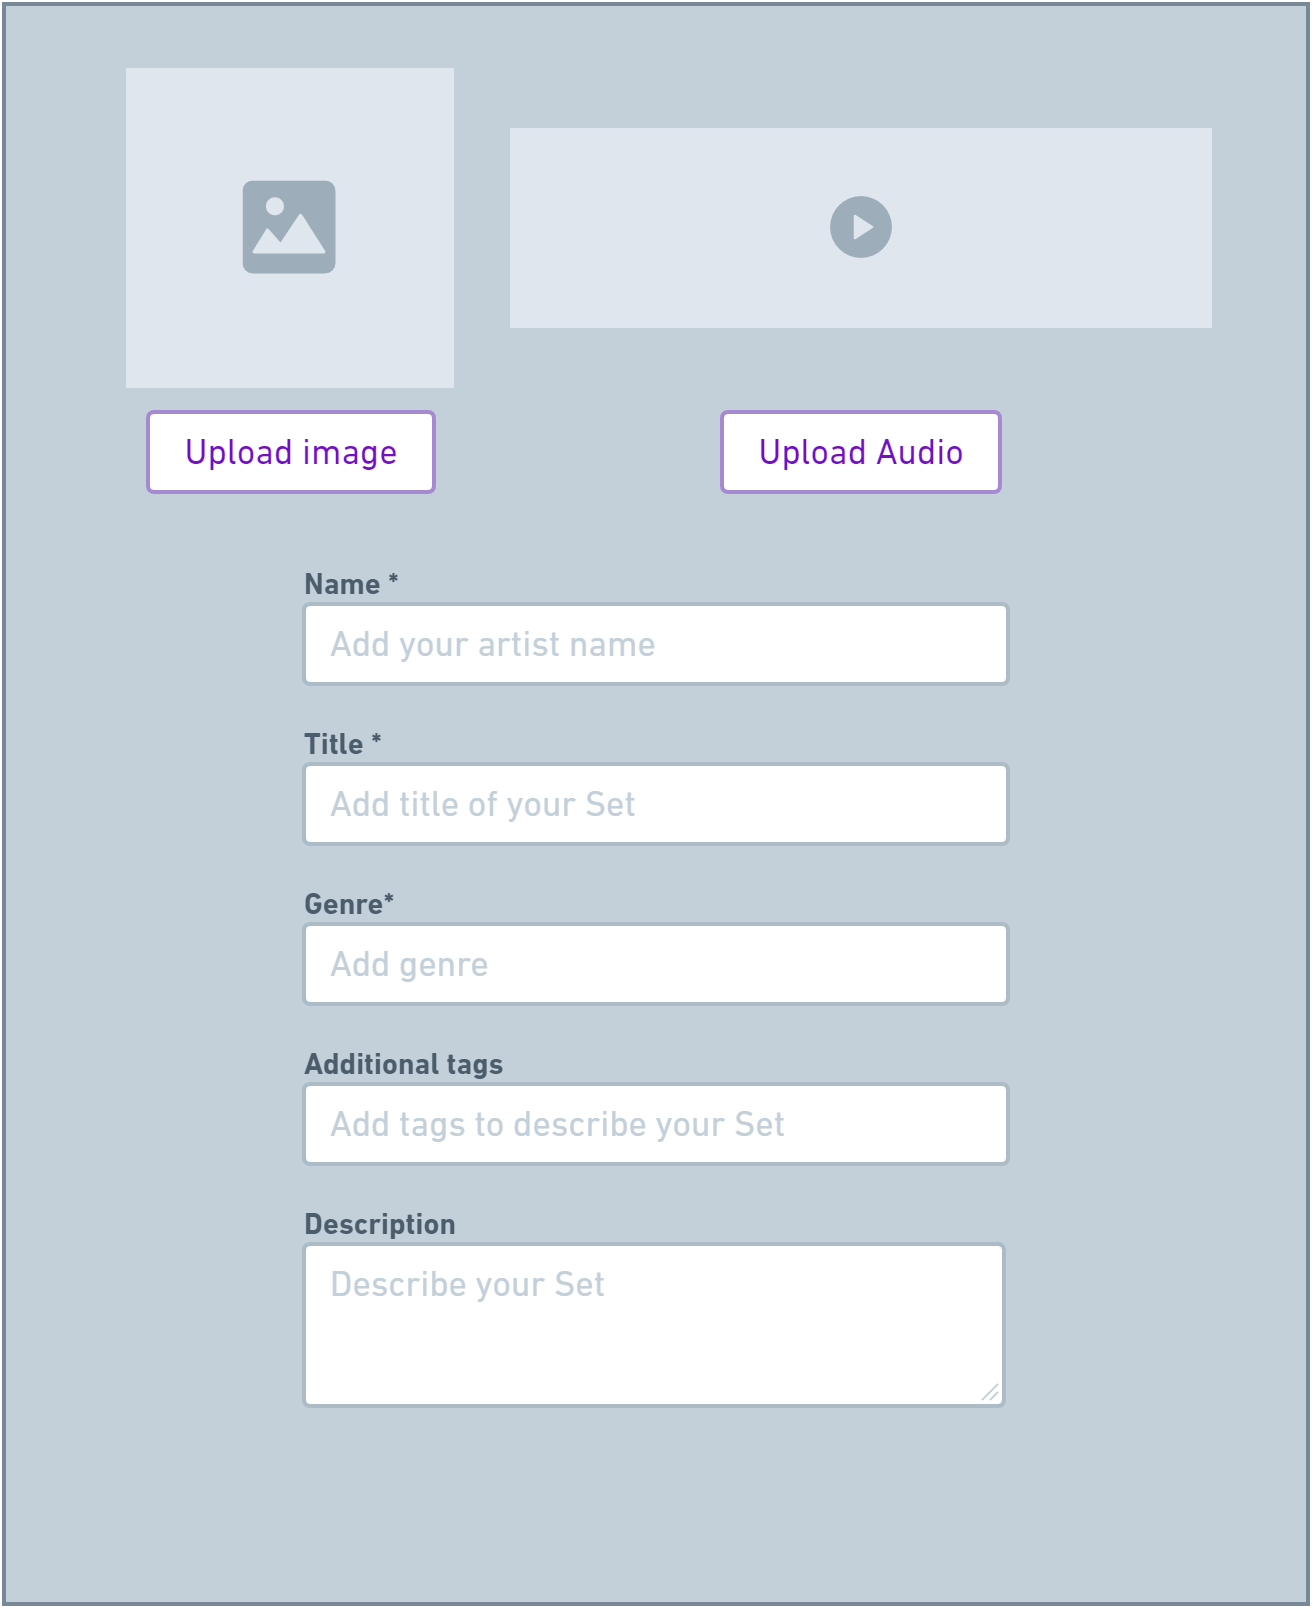 Upload image
Upload Audio
Name *
Add your artist name
Title *
Add title of your Set
Genre*
Add genre
Additional tags
Add tags to describe your Set
Description
Describe your Set